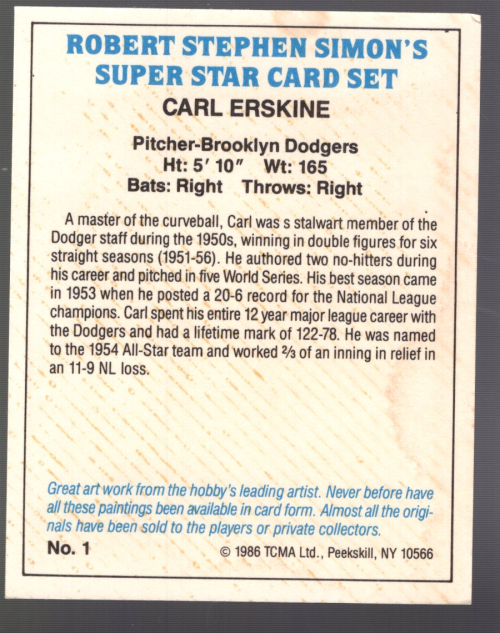 ROBERT STEPHEN SIMON'S
SUPER STAR CARD SET
CARL ERSKINE
Pitcher-Brooklyn Dodgers
Ht: 5' 10" Wt: 165
Bats: Right Throws: Right
A master of the curveball, Carl was s stalwart member of the
Dodger staff during the 1950s, winning in double figures for six
straight seasons (1951-56). He authored two no-hitters during
his career and pitched in five World Series. His best season came
in 1953 when he posted a 20-6 record for the National League
champions. Carl spent his entire 12 year major league career with
the Dodgers and had a lifetime mark of 122-78. He was named
to the 1954 All-Star team and worked ⅔ of an inning in relief in
an 11-9 NL loss.
Great art work from the hobby's leading artist. Never before have
all these paintings been available in card form. Almost all the origi-
nals have been sold to the players or private collectors.
No. 1 © 1986 TCMA Ltd., Peekskill, NY 10566